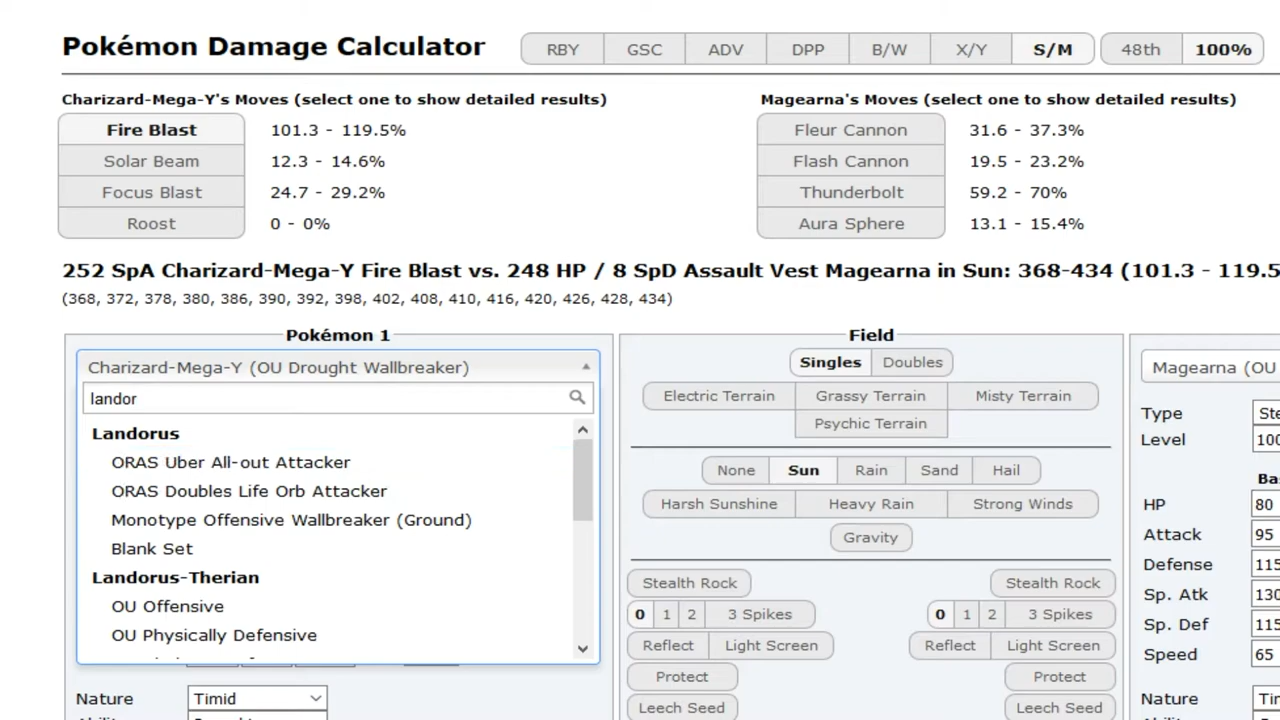 Pokémon Damage Calculator
RBY GSC ADV DPP B/W X/Y S/M 48th 100%
Charizard-Mega-Y's Moves (select one to show detailed results)
Fire Blast 101.3 - 119.5%
Solar Beam 12.3 - 14.6%
Focus Blast 24.7 - 29.2%
Roost 0 - 0%
Magearna's Moves (select one to show detailed results)
Fleur Cannon 31.6 - 37.3%
Flash Cannon 19.5 - 23.2%
Thunderbolt 59.2 - 70%
Aura Sphere 13.1 - 15.4%
252 SpA Charizard-Mega-Y Fire Blast vs. 248 HP / 8 SpD Assault Vest Magearna in Sun: 368-434 (101.3 - 119.5
(368, 372, 378, 380, 386, 390, 392, 398, 402, 408, 410, 416, 420, 426, 428, 434)
Pokémon 1
Charizard-Mega-Y (OU Drought Wallbreaker)
landor
Landorus
ORAS Uber All-out Attacker
ORAS Doubles Life Orb Attacker
Monotype Offensive Wallbreaker (Ground)
Blank Set
Landorus-Therian
OU Offensive
OU Physically Defensive
Nature Timid
Field
Singles Doubles
Electric Terrain Grassy Terrain Misty Terrain
Psychic Terrain
None Sun Rain Sand Hail
Harsh Sunshine Heavy Rain Strong Winds
Gravity
Stealth Rock Stealth Rock
0 1 2 3 Spikes 0 1 2 3 Spikes
Reflect Light Screen Reflect Light Screen
Protect Protect
Leech Seed Leech Seed
Magearna (OU
Type Ste
Level 100
Ba
HP 80
Attack 95
Defense 115
Sp. Atk 130
Sp. Def 115
Speed 65
Nature Tim